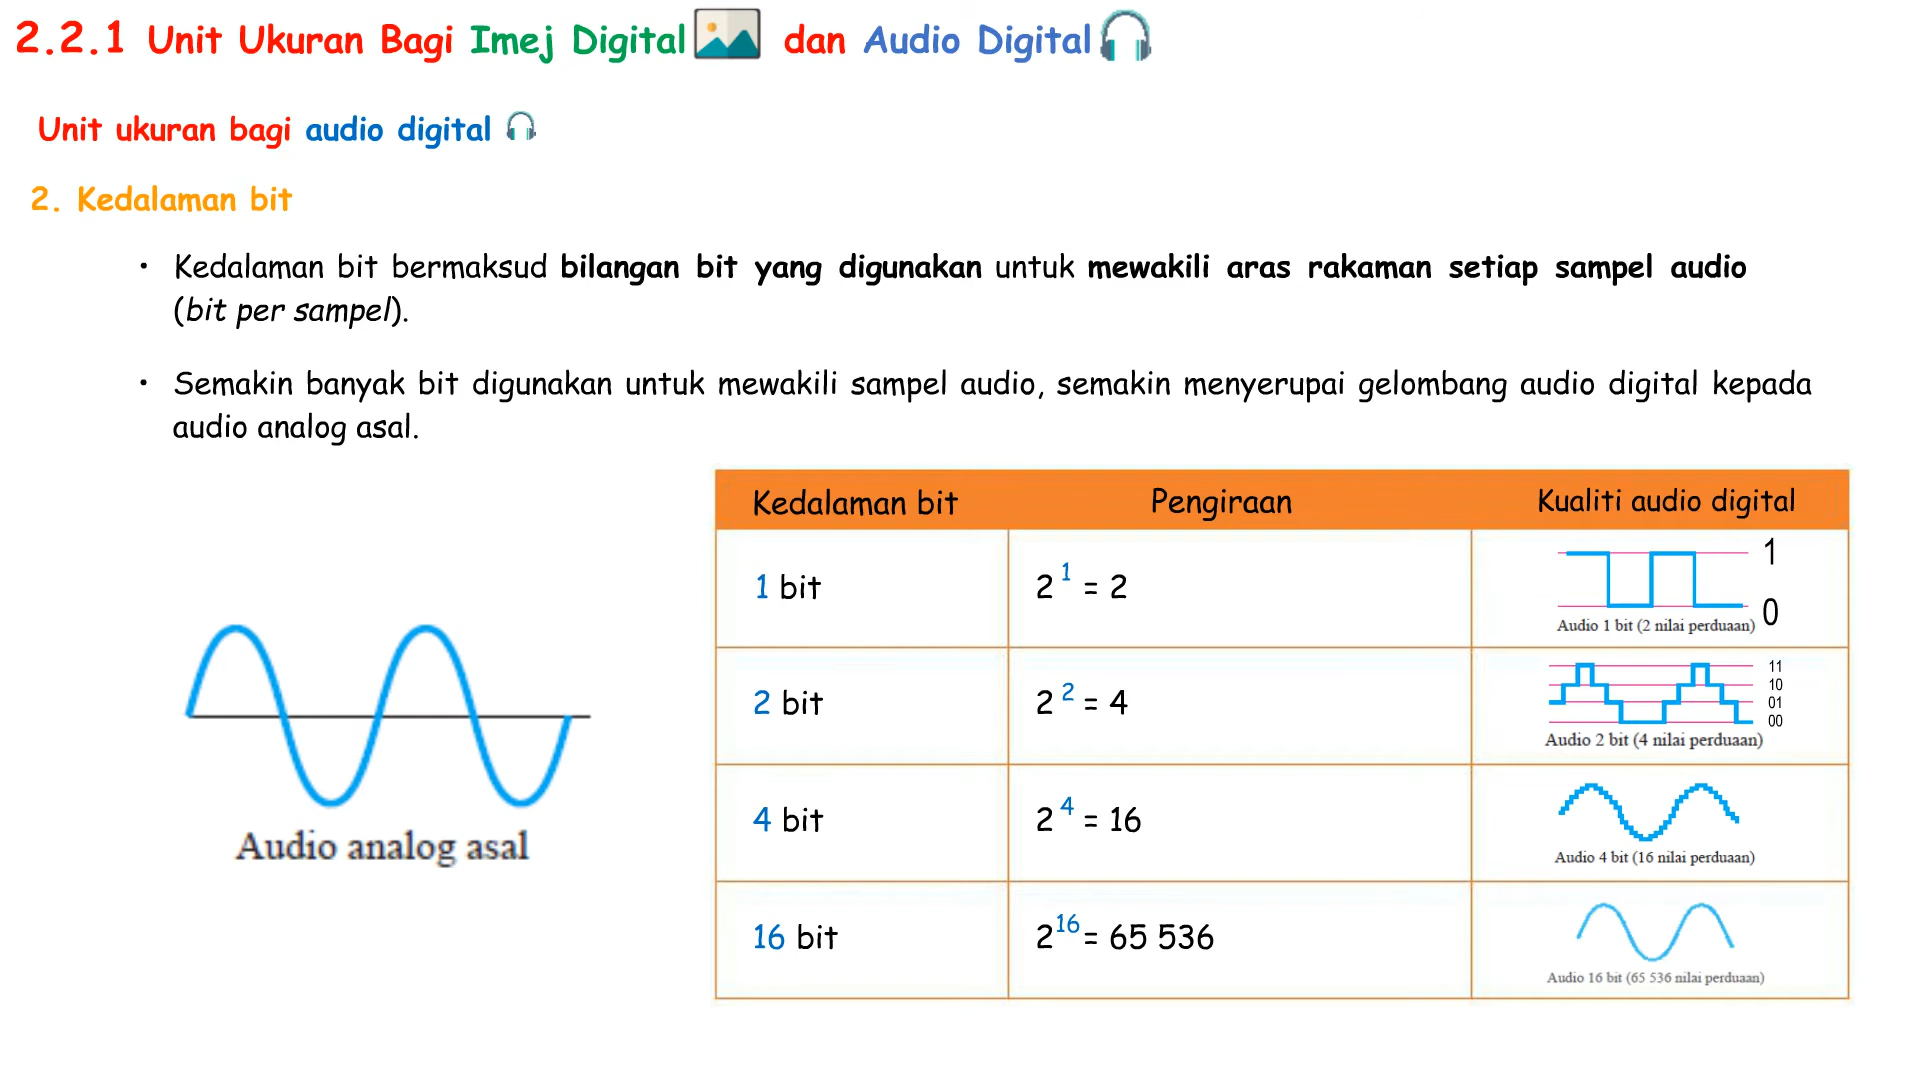 2.2.1 Unit Ukuran Bagi Imej Digital dan Audio Digital
Unit ukuran bagi audio digital
2. Kedalaman bit
• Kedalaman bit bermaksud bilangan bit yang digunakan untuk mewakili aras rakaman setiap sampel audio
(bit per sampel).
• Semakin banyak bit digunakan untuk mewakili sampel audio, semakin menyerupai gelombang audio digital kepada
audio analog asal.
Audio analog asal
Kedalaman bit Pengiraan Kualiti audio digital
1 bit 2^1 = 2
1
0
Audio 1 bit (2 nilai perduaan)
2 bit 2^2 = 4
11
10
01
00
Audio 2 bit (4 nilai perduaan)
4 bit 2^4 = 16
Audio 4 bit (16 nilai perduaan)
16 bit 2^16 = 65 536
Audio 16 bit (65 536 nilai perduaan)